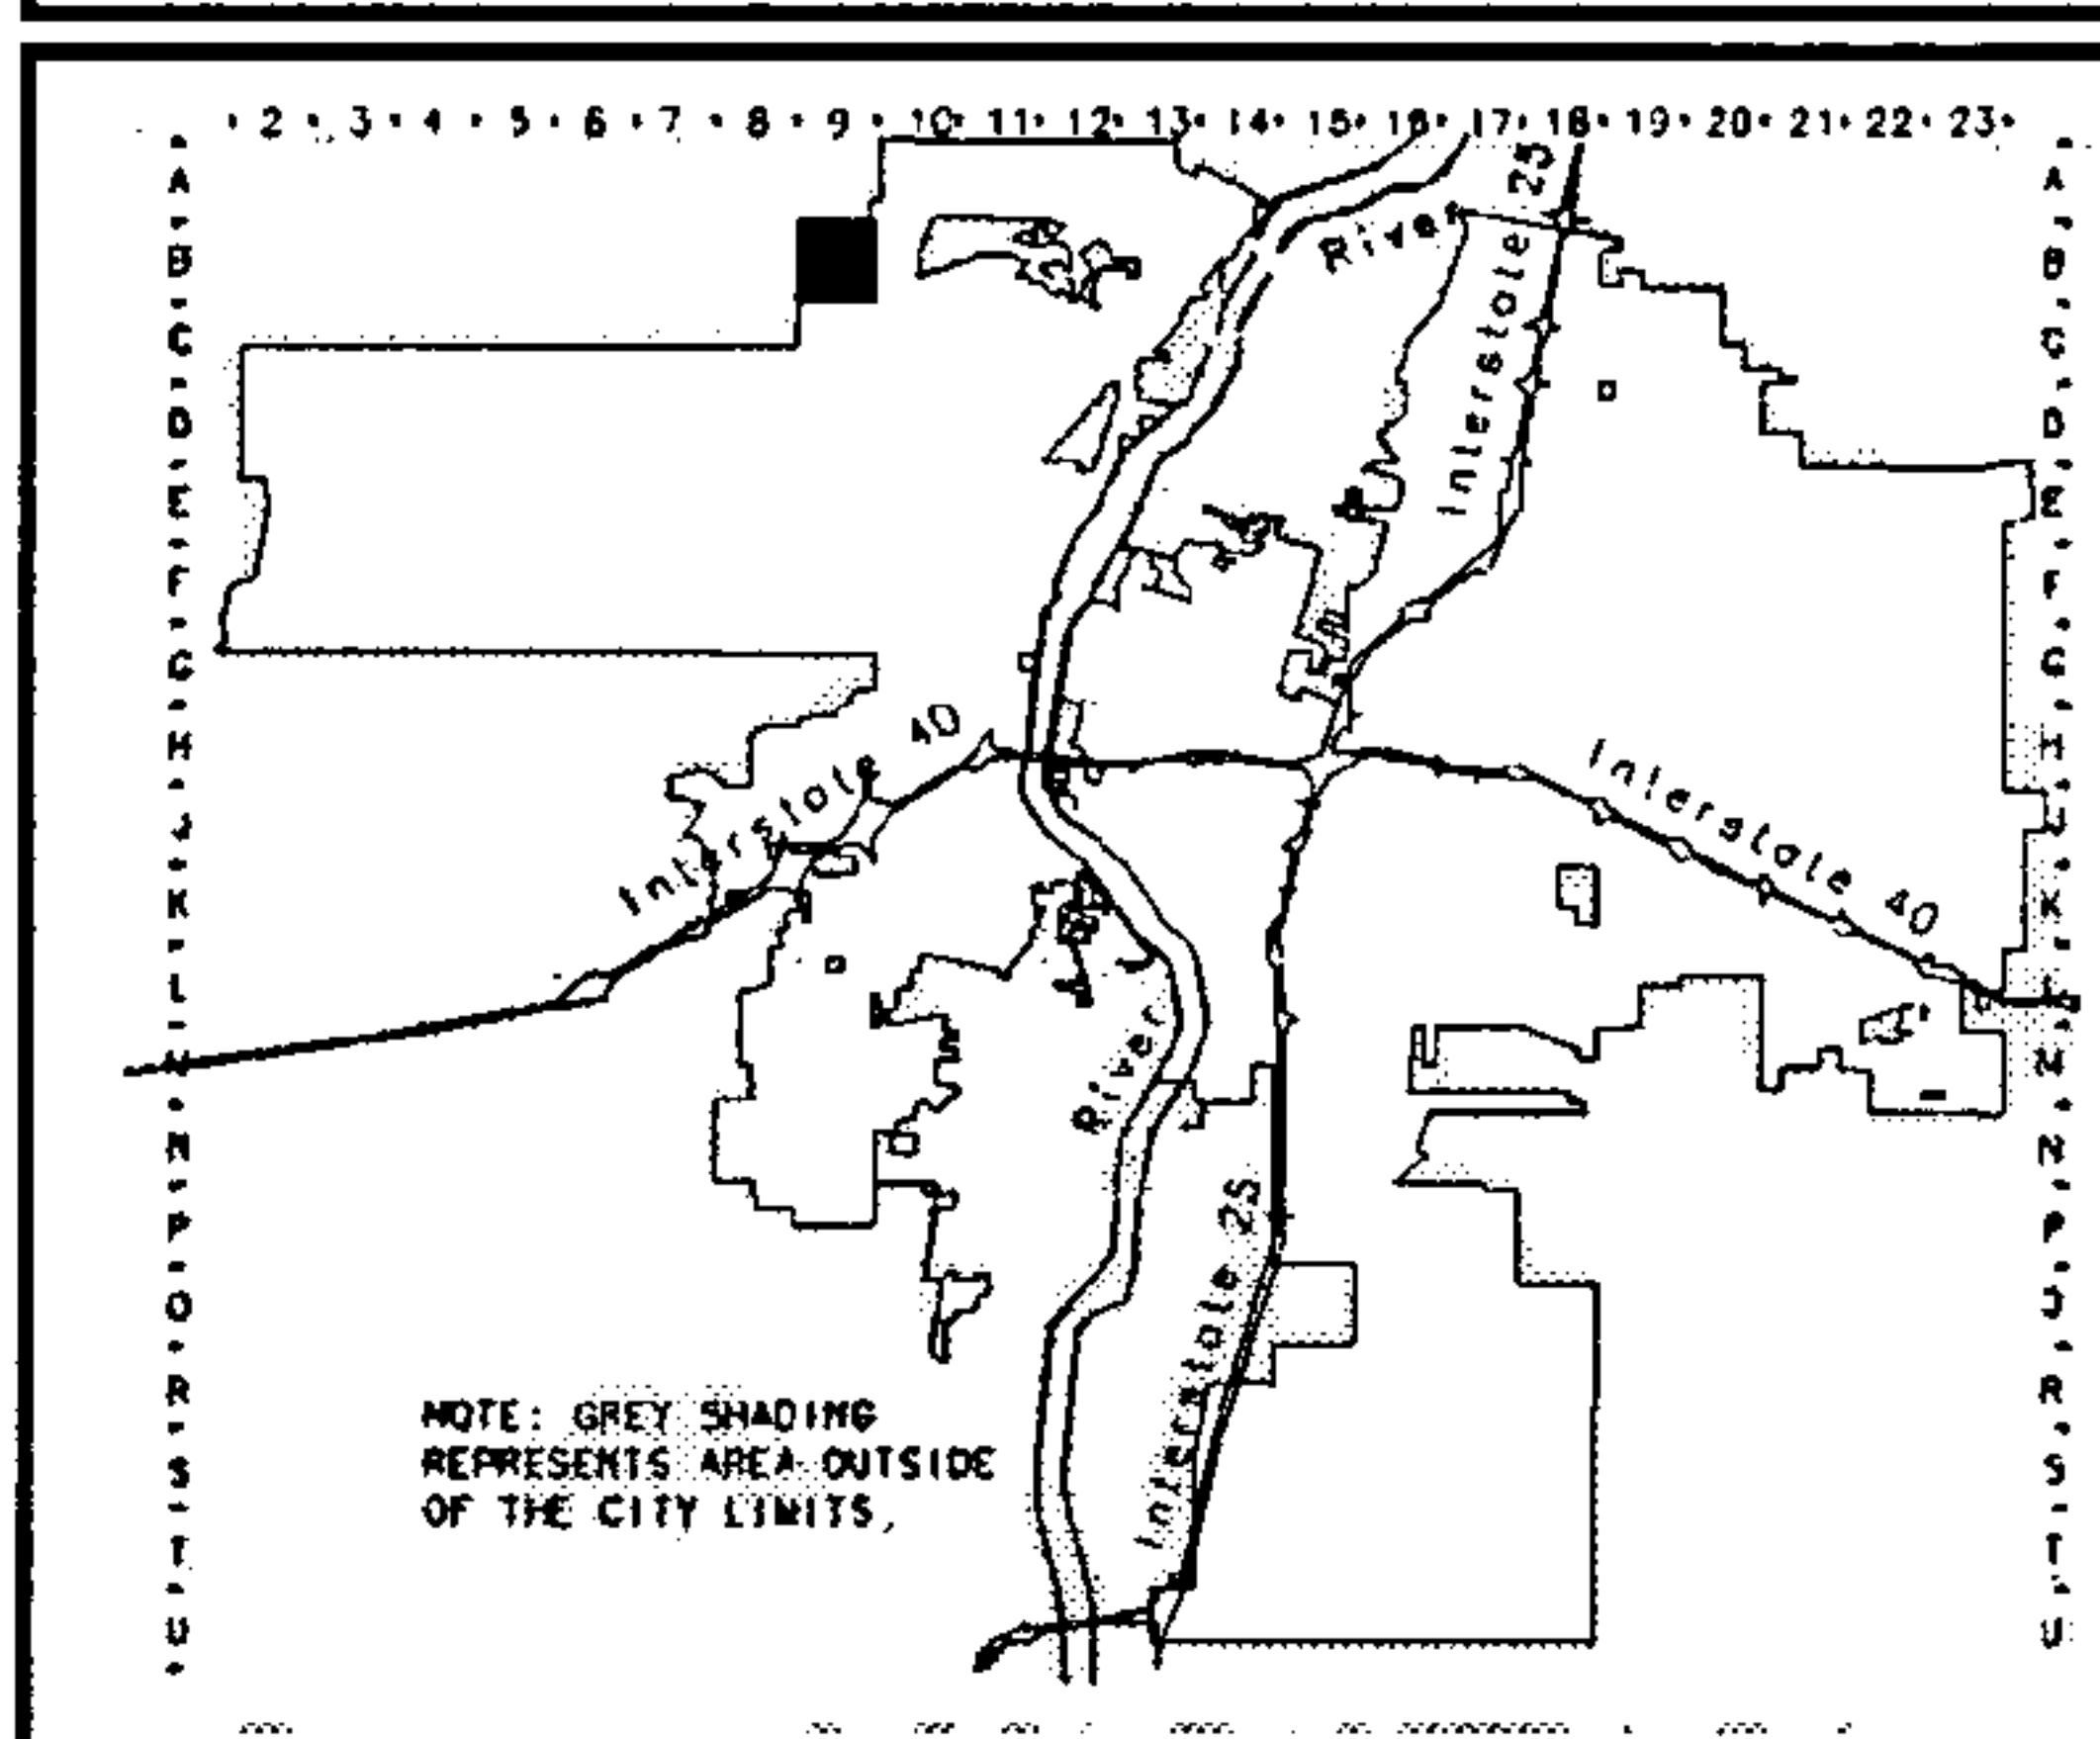 2 · 3 · 4 · 5 · 6 · 7 · 8 · 9 · 10 · 11 · 12 · 13 · 14 · 15 · 16 · 17 · 18 · 19 · 20 · 21 · 22 · 23
A
B
C
D
E
F
G
H
J
K
L
M
N
P
Q
R
S
T
U
River
Interstate 25
Interstate 40
Interstate 40
River
Interstate 25
A
B
C
D
E
F
G
H
J
K
L
M
N
P
Q
R
S
T
U
NOTE: GREY SHADING
REPRESENTS AREA OUTSIDE
OF THE CITY LIMITS.